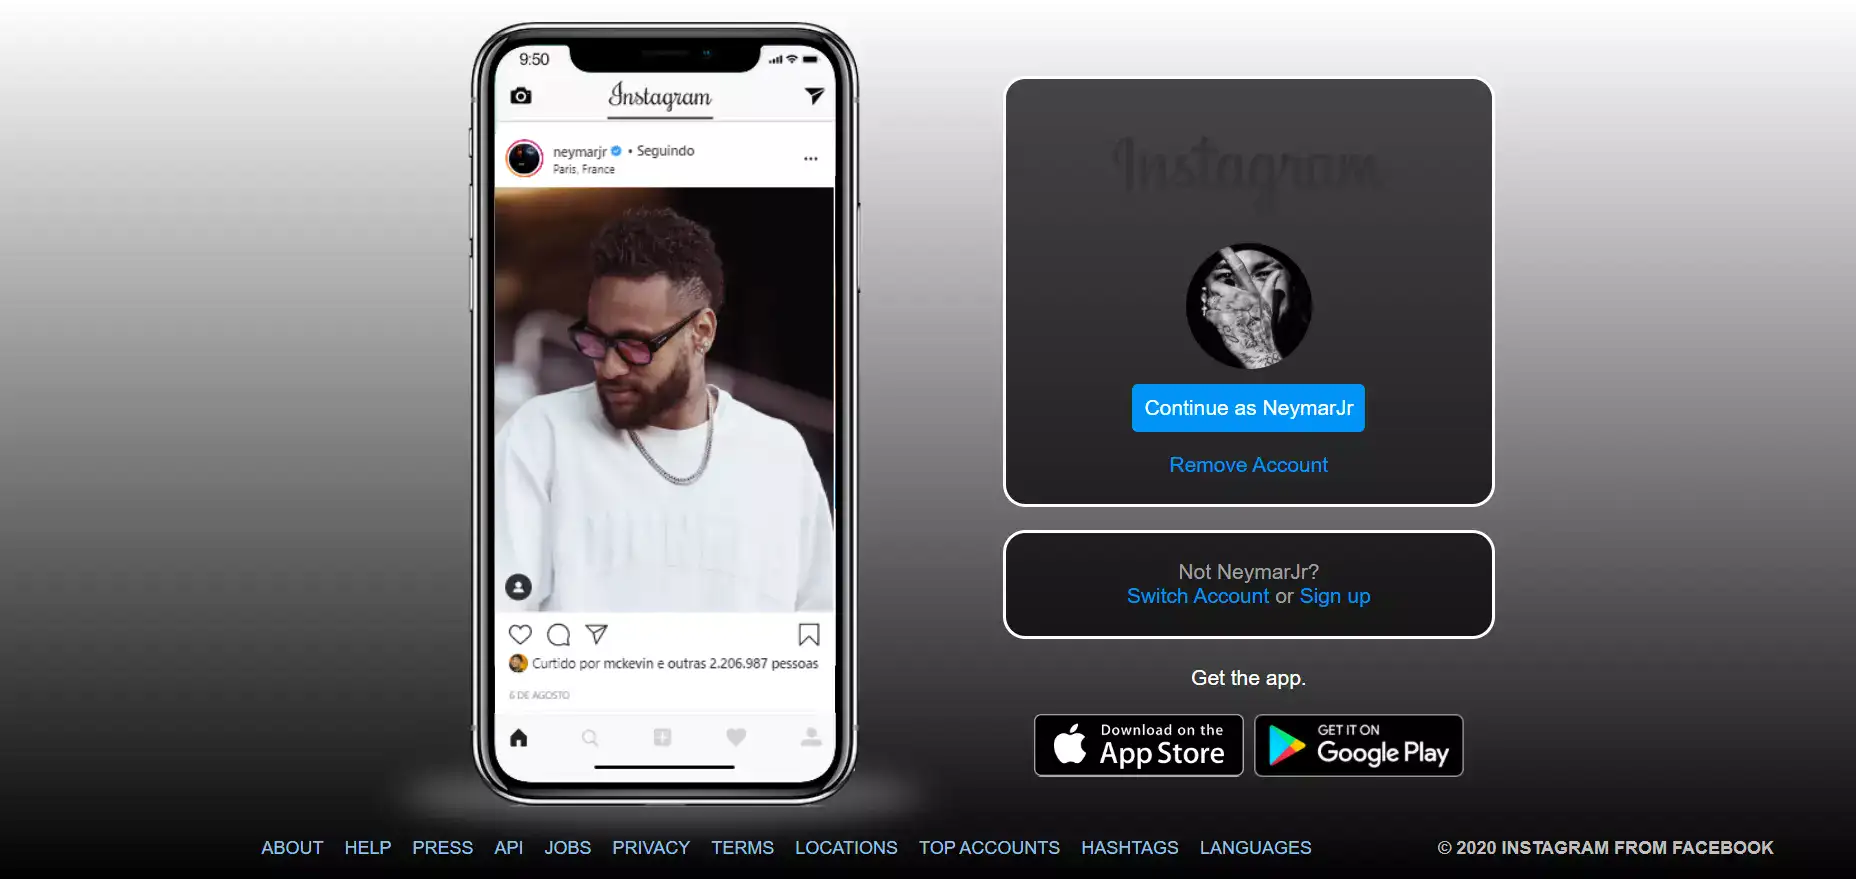 9:50
Instagram
neymarjr • Seguindo
Paris, France
Curtido por mckevin e outras 2.206.987 pessoas
6 DE AGOSTO
Instagram
Continue as NeymarJr
Remove Account
Not NeymarJr?
Switch Account or Sign up
Get the app.
Download on the
App Store
GET IT ON
Google Play
ABOUT HELP PRESS API JOBS PRIVACY TERMS LOCATIONS TOP ACCOUNTS HASHTAGS LANGUAGES
© 2020 INSTAGRAM FROM FACEBOOK